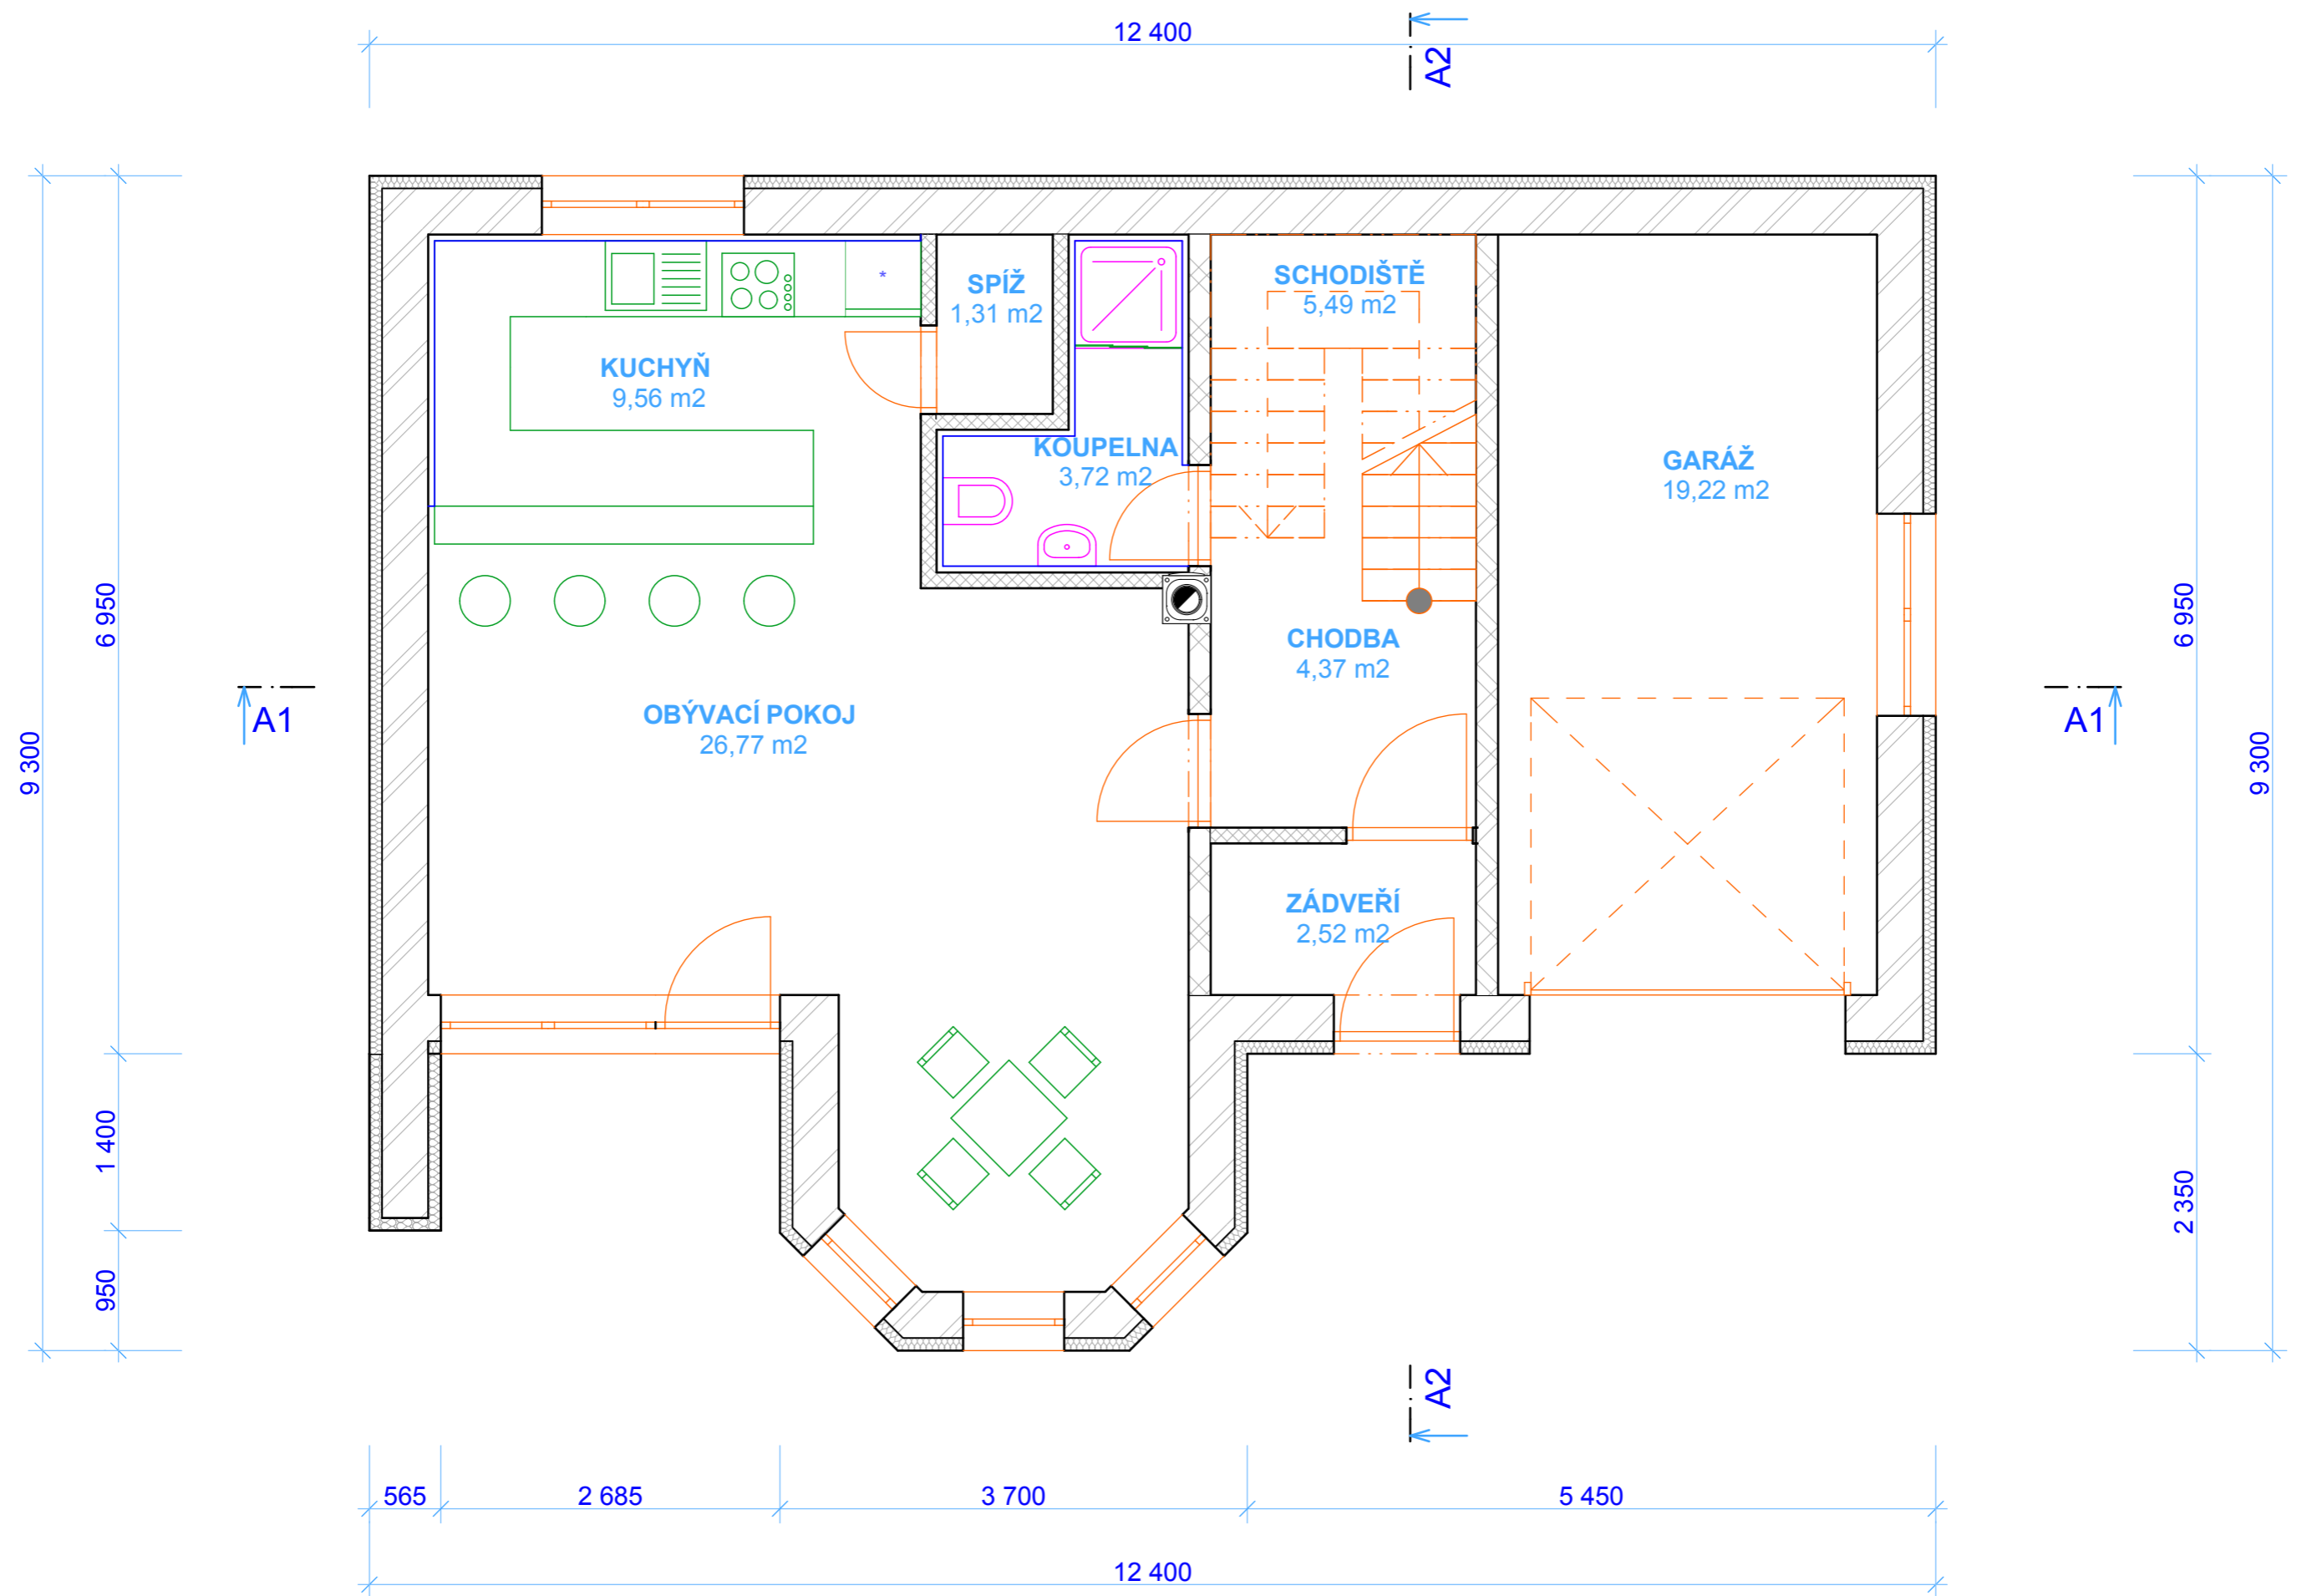 12 400
A2
SPÍŽ
1,31 m2
SCHODIŠTĚ
5,49 m2
*
KUCHYŇ
9,56 m2
KOUPELNA
3,72 m2
GARÁŽ
19,22 m2
6 950
6 950
CHODBA
4,37 m2
OBÝVACÍ POKOJ
26,77 m2
A1
A1
9 300
9 300
ZÁDVEŘÍ
2,52 m2
1 400
2 350
950
A2
565
2 685
3 700
5 450
12 400